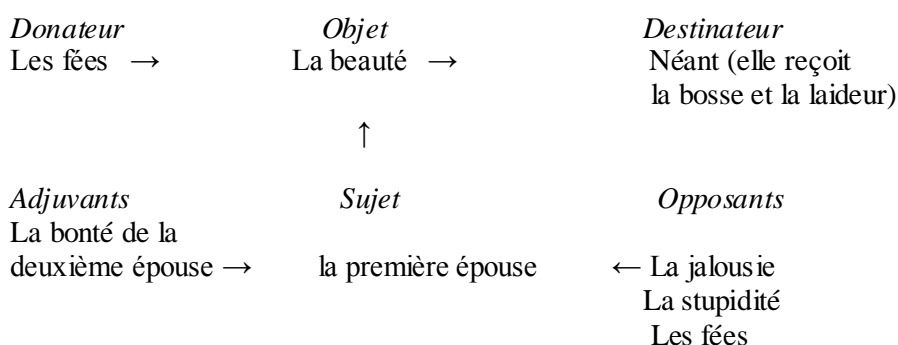 Donateur Objet Destinateur
Les fées → La beauté → Néant (elle reçoit
la bosse et la laideur)
↑
Adjuvants Sujet Opposants
La bonté de la
deuxième épouse → la première épouse ← La jalousie
La stupidité
Les fées